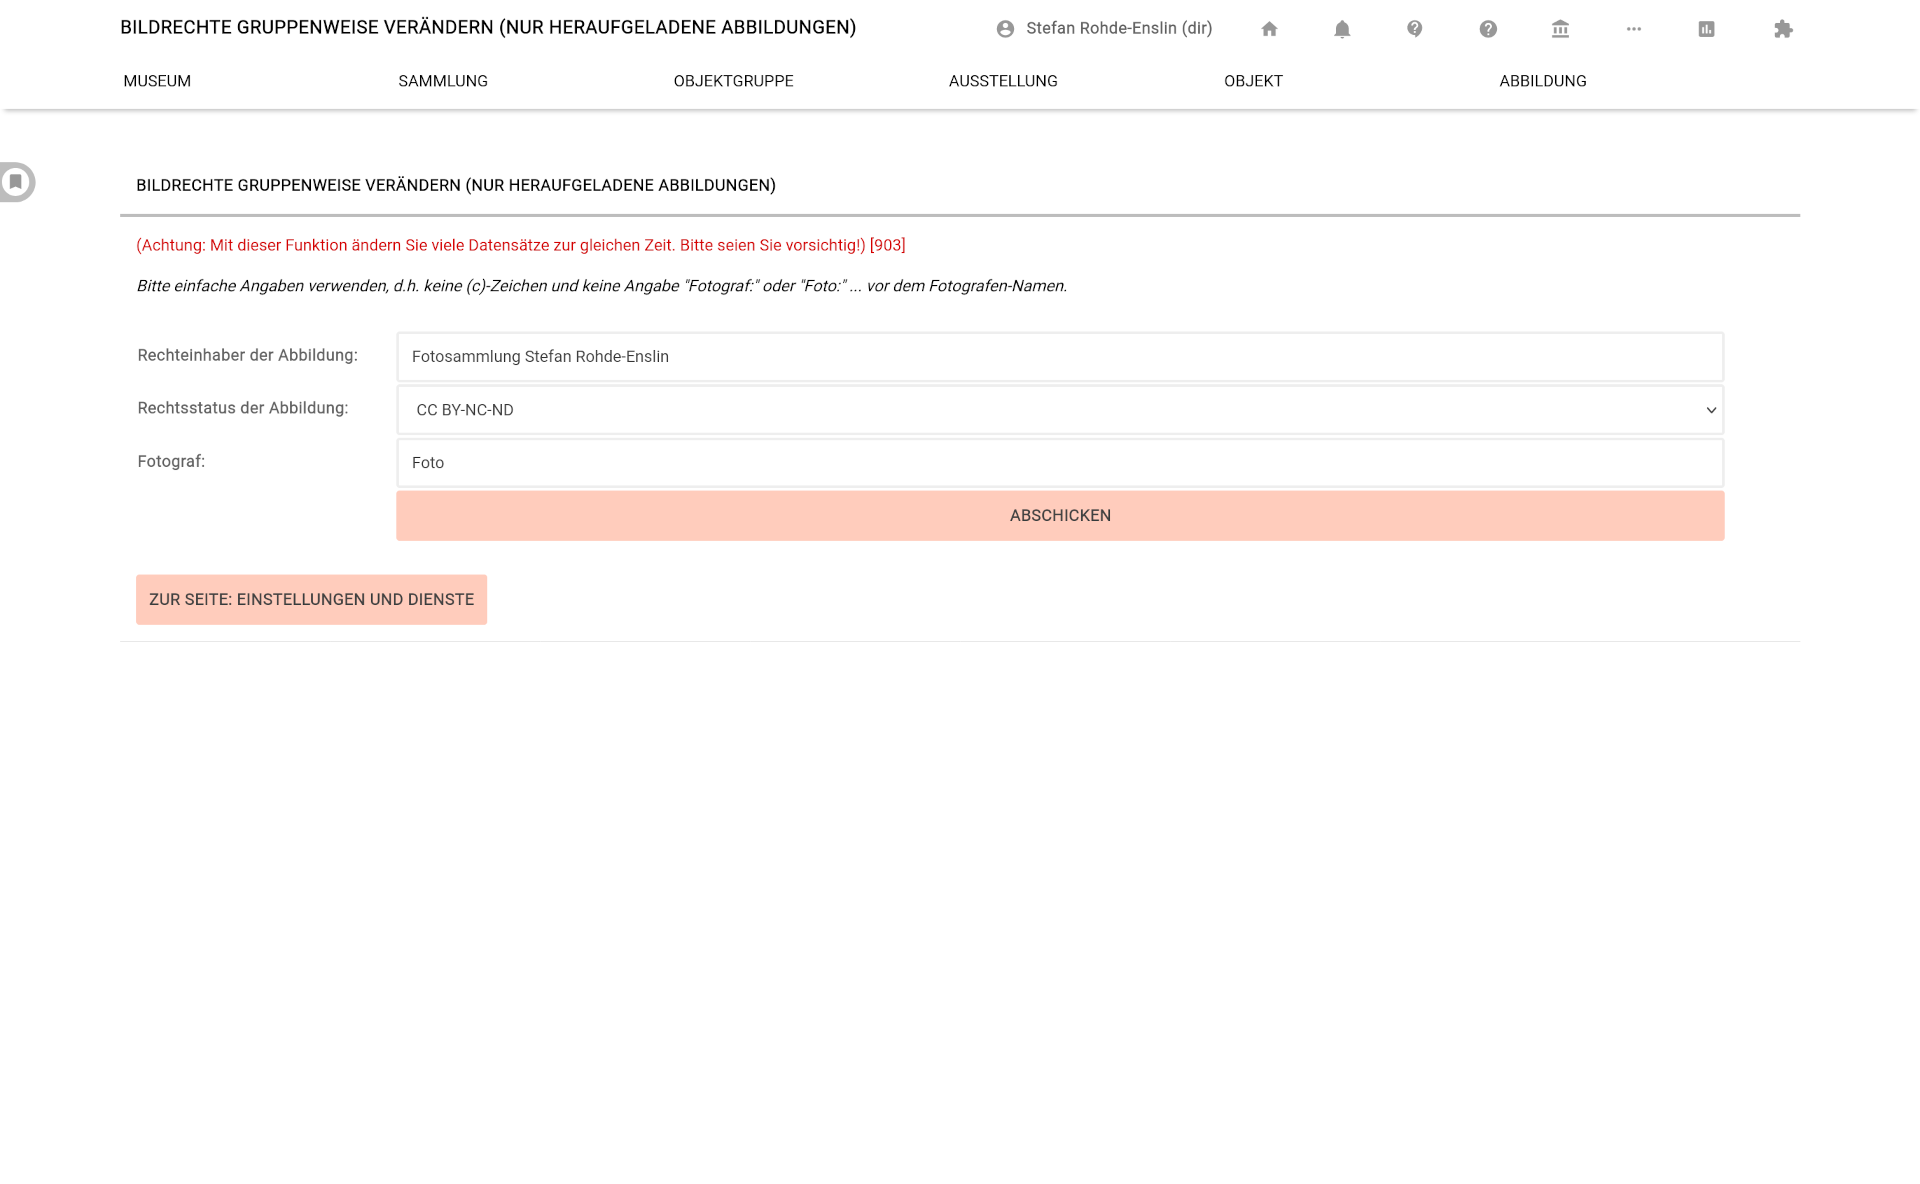 BILDRECHTE GRUPPENWEISE VERÄNDERN (NUR HERAUFGELADENE ABBILDUNGEN)
Stefan Rohde-Enslin (dir)
MUSEUM
SAMMLUNG
OBJEKTGRUPPE
AUSSTELLUNG
OBJEKT
ABBILDUNG
BILDRECHTE GRUPPENWEISE VERÄNDERN (NUR HERAUFGELADENE ABBILDUNGEN)
(Achtung: Mit dieser Funktion ändern Sie viele Datensätze zur gleichen Zeit. Bitte seien Sie vorsichtig!) [903]
Bitte einfache Angaben verwenden, d.h. keine (c)-Zeichen und keine Angabe "Fotograf:" oder "Foto:" ... vor dem Fotografen-Namen.
Rechteinhaber der Abbildung:
Fotosammlung Stefan Rohde-Enslin
Rechtsstatus der Abbildung:
CC BY-NC-ND
Fotograf:
Foto
ABSCHICKEN
ZUR SEITE: EINSTELLUNGEN UND DIENSTE